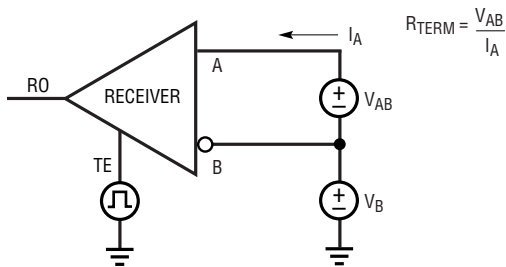 I_A
R_TERM = V_AB / I_A
A
RO
RECEIVER
+
–
V_AB
B
TE
+
–
V_B